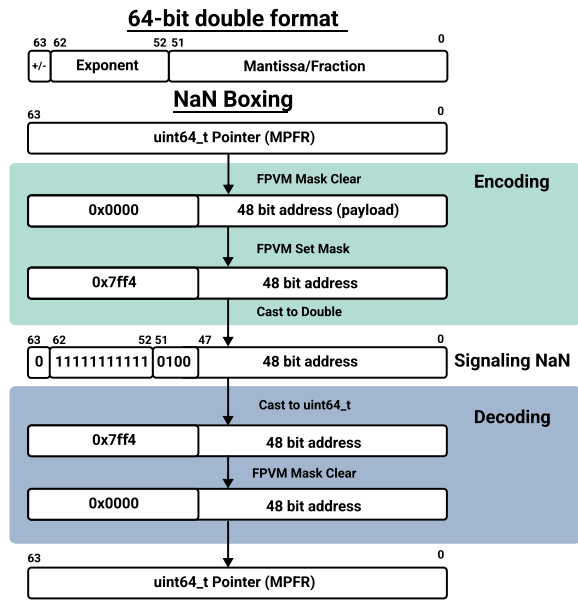 64-bit double format
63 62 52 51 0
+/- Exponent Mantissa/Fraction
NaN Boxing
63 0
uint64_t Pointer (MPFR)
FPVM Mask Clear
Encoding
0x0000 48 bit address (payload)
FPVM Set Mask
0x7ff4 48 bit address
Cast to Double
63 62 52 51 47 0
0 11111111111 0100 48 bit address Signaling NaN
Cast to uint64_t
Decoding
0x7ff4 48 bit address
FPVM Mask Clear
0x0000 48 bit address
63 0
uint64_t Pointer (MPFR)